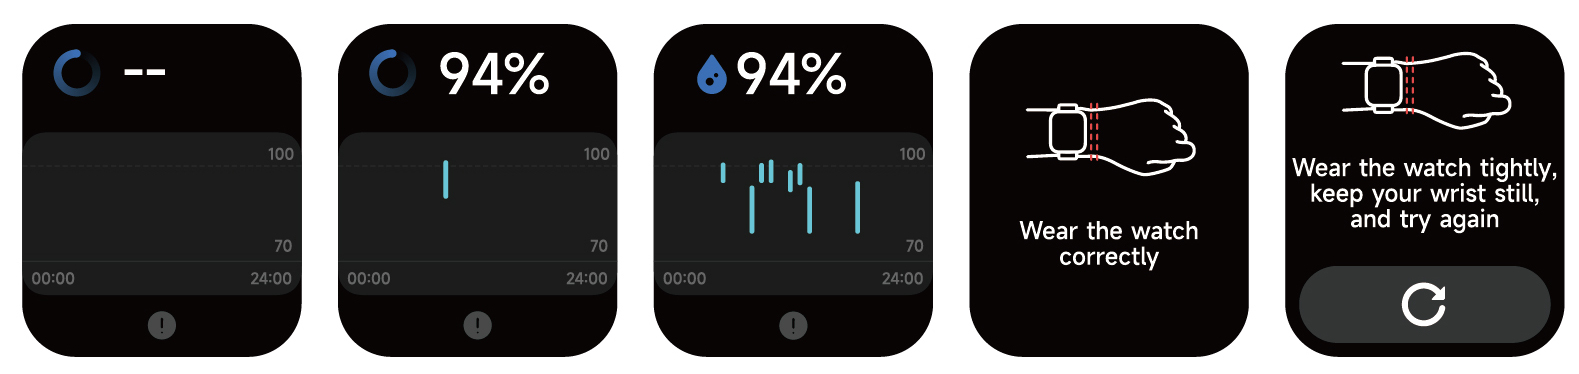 --
100
70
00:00 24:00
94%
100
70
00:00 24:00
94%
100
70
00:00 24:00
Wear the watch
correctly
Wear the watch tightly,
keep your wrist still,
and try again